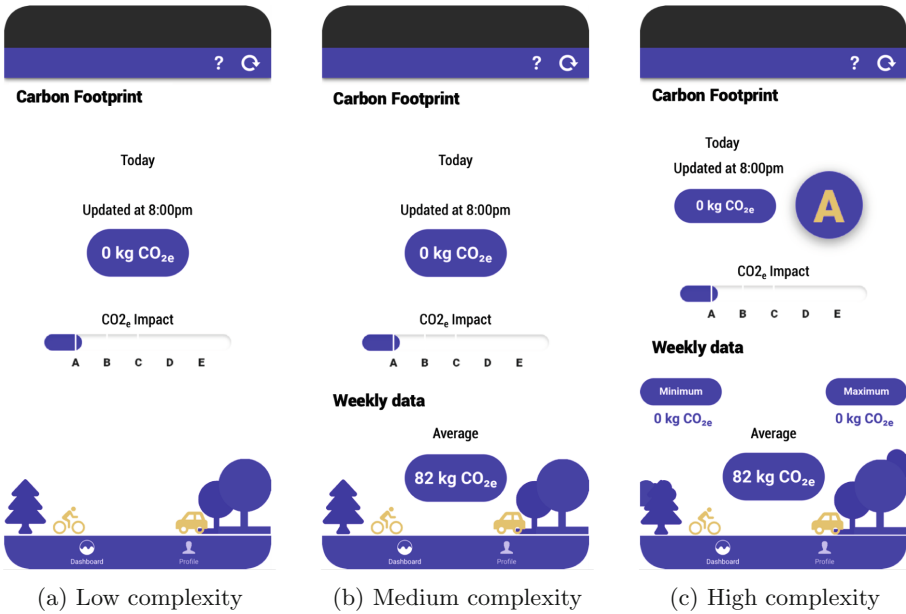 ?
Carbon Footprint
Today
Updated at 8:00pm
0 kg CO₂ₑ
CO2ₑ Impact
A B C D E
Dashboard Profile
(a) Low complexity
?
Carbon Footprint
Today
Updated at 8:00pm
0 kg CO₂ₑ
CO2ₑ Impact
A B C D E
Weekly data
Average
82 kg CO₂ₑ
Dashboard Profile
(b) Medium complexity
?
Carbon Footprint
Today
Updated at 8:00pm
0 kg CO₂ₑ
A
CO2ₑ Impact
A B C D E
Weekly data
Minimum Maximum
0 kg CO₂ₑ 0 kg CO₂ₑ
Average
82 kg CO₂ₑ
Dashboard Profile
(c) High complexity